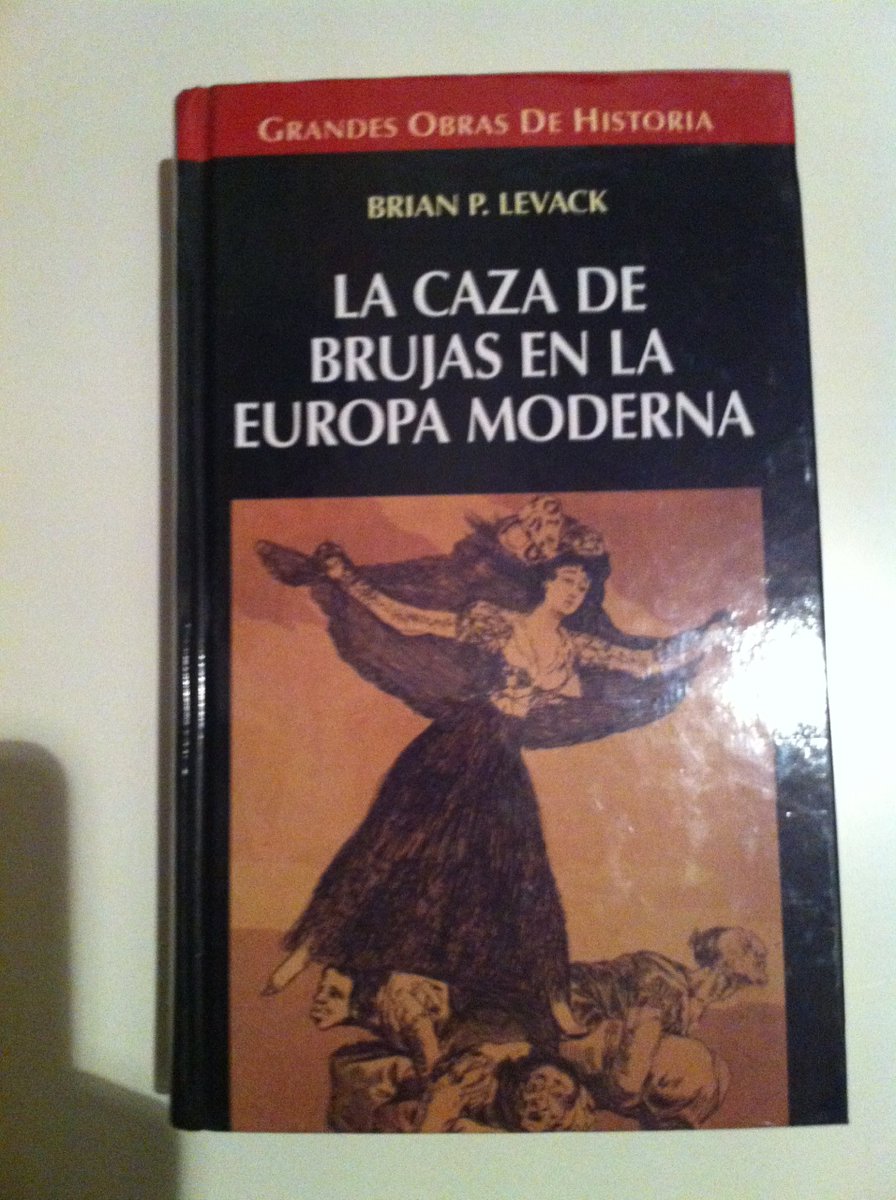 GRANDES OBRAS DE HISTORIA
BRIAN P. LEVACK
LA CAZA DE
BRUJAS EN LA
EUROPA MODERNA